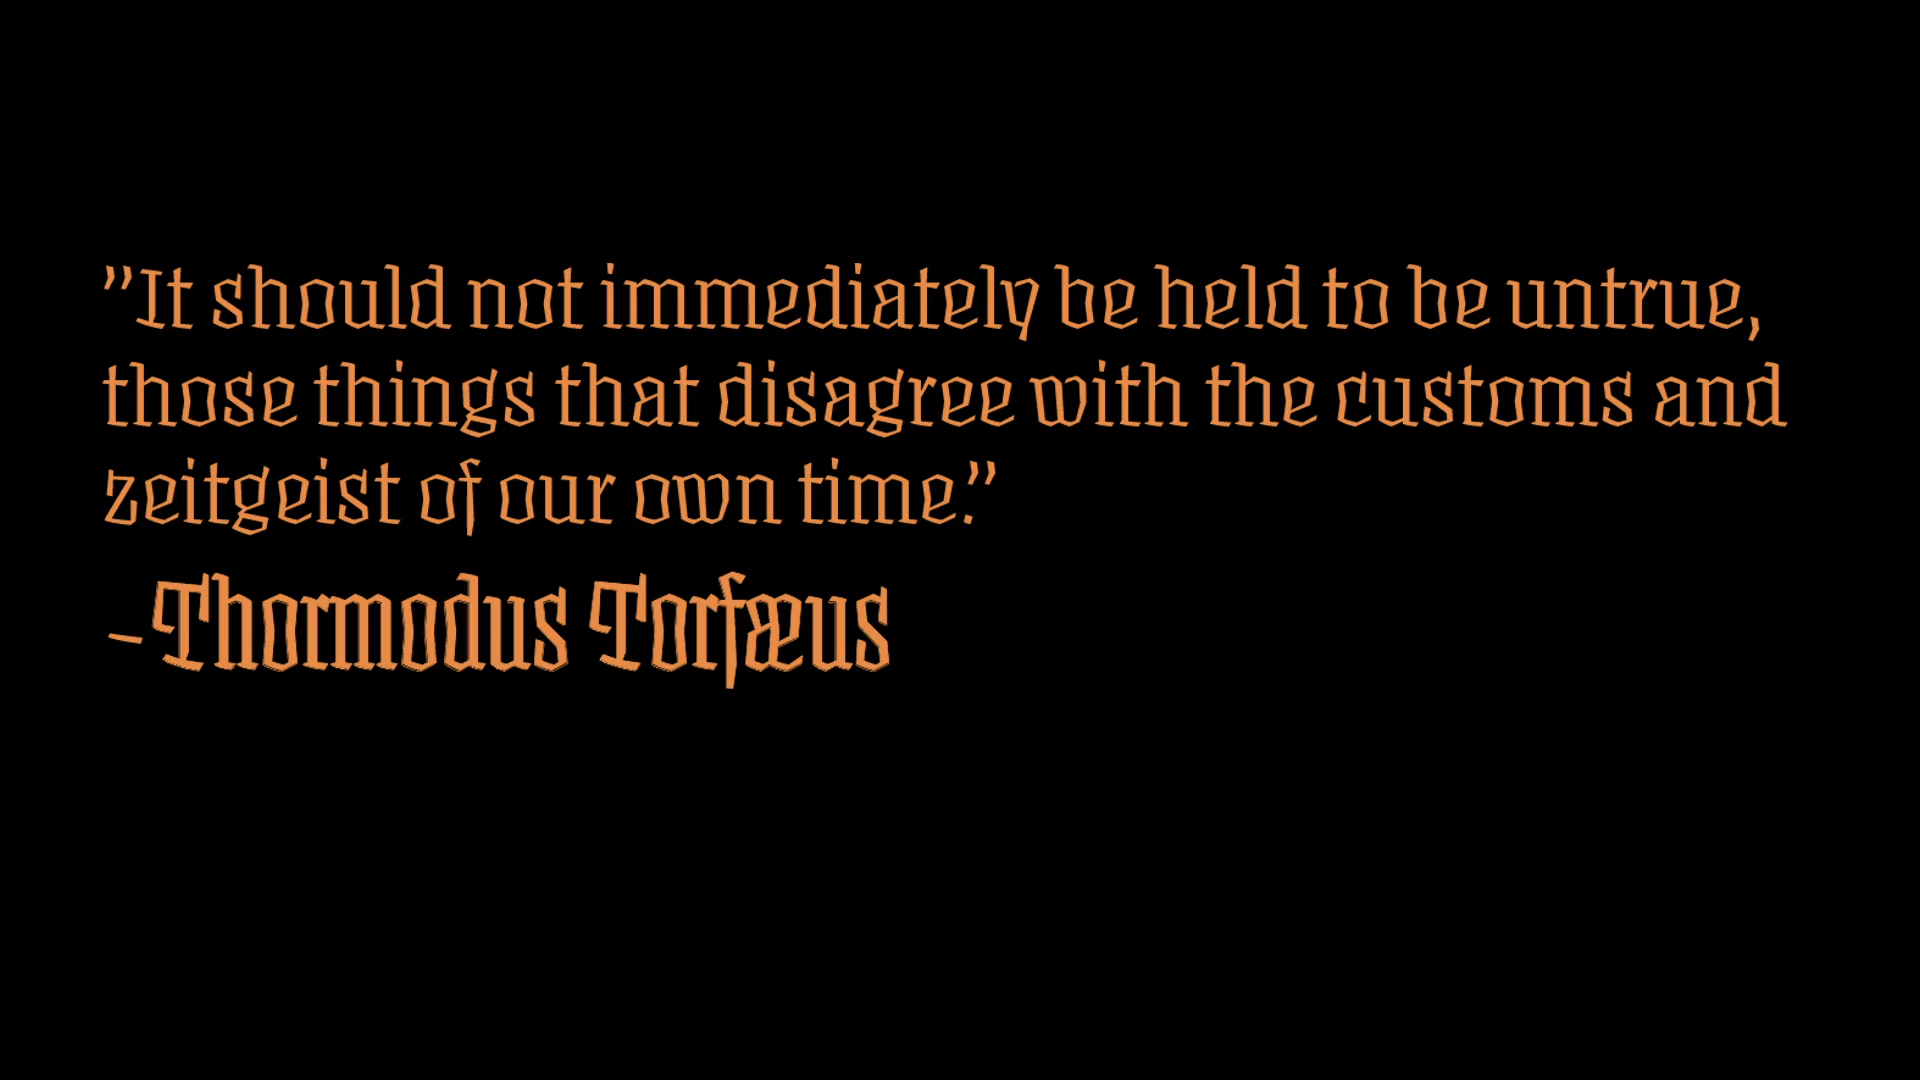 ”It should not immediately be held to be untrue,
those things that disagree with the customs and
zeitgeist of our own time.”
-Thormodus Torfæus